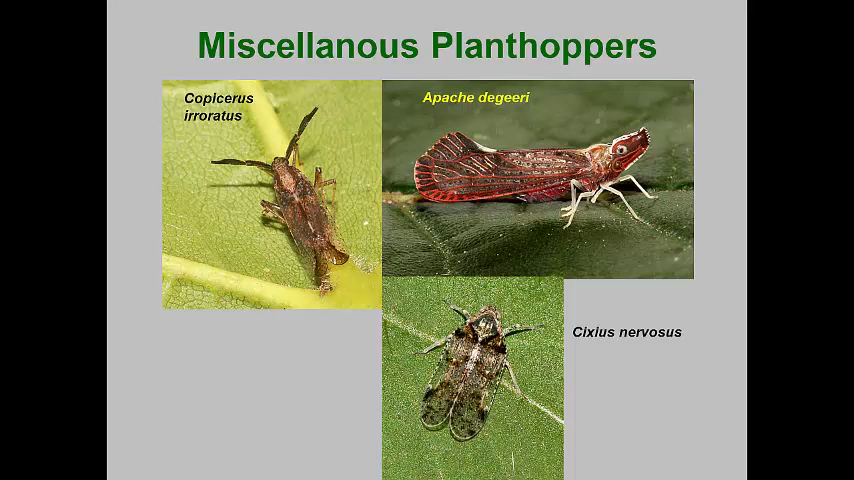 Miscellanous Planthoppers
Copicerus
irroratus
Apache degeeri
Cixius nervosus